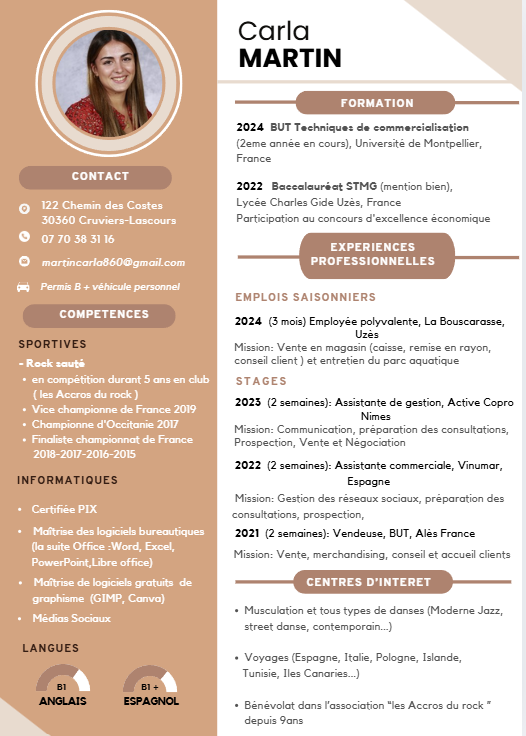 Carla
MARTIN
CONTACT
122 Chemin des Costes
30360 Cruviers-Lascours
07 70 38 31 16
martincarla860@gmail.com
Permis B + véhicule personnel
COMPETENCES
SPORTIVES
- Rock sauté
• en compétition durant 5 ans en club
( les Accros du rock )
• Vice championne de France 2019
• Championne d'Occitanie 2017
• Finaliste championnat de France
2018-2017-2016-2015
INFORMATIQUES
• Certifiée PIX
• Maîtrise des logiciels bureautiques
(la suite Office :Word, Excel,
PowerPoint,Libre office)
• Maîtrise de logiciels gratuits de
graphisme (GIMP, Canva)
• Médias Sociaux
LANGUES
B1
ANGLAIS
B1 +
ESPAGNOL
FORMATION
2024 BUT Techniques de commercialisation
(2eme année en cours), Université de Montpellier,
France
2022 Baccalauréat STMG (mention bien),
Lycée Charles Gide Uzès, France
Participation au concours d'excellence économique
EXPERIENCES
PROFESSIONNELLES
EMPLOIS SAISONNIERS
2024 (3 mois) Employée polyvalente, La Bouscarasse,
Uzès
Mission: Vente en magasin (caisse, remise en rayon,
conseil client ) et entretien du parc aquatique
STAGES
2023 (2 semaines): Assistante de gestion, Active Copro
Nimes
Mission: Communication, préparation des consultations,
Prospection, Vente et Négociation
2022 (2 semaines): Assistante commerciale, Vinumar,
Espagne
Mission: Gestion des réseaux sociaux, préparation des
consultations, prospection,
2021 (2 semaines): Vendeuse, BUT, Alès France
Mission: Vente, merchandising, conseil et accueil clients
CENTRES D'INTERET
• Musculation et tous types de danses (Moderne Jazz,
street danse, contemporain...)
• Voyages (Espagne, Italie, Pologne, Islande,
Tunisie, Iles Canaries...)
• Bénévolat dans l'association "les Accros du rock "
depuis 9ans